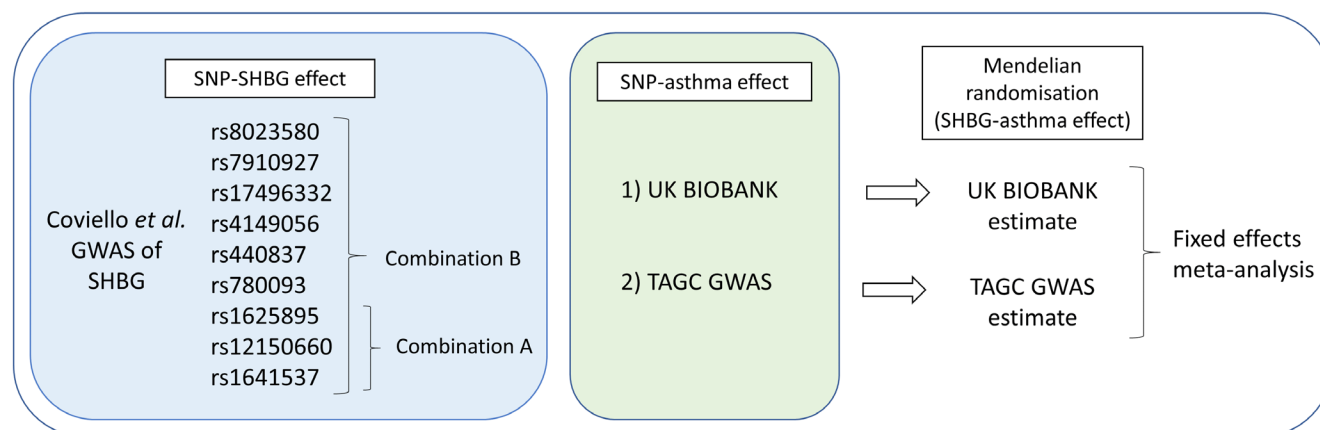 SNP-SHBG effect
rs8023580
rs7910927
rs17496332
rs4149056
rs440837
rs780093
rs1625895
rs12150660
rs1641537
Coviello et al.
GWAS of
SHBG
Combination B
Combination A
SNP-asthma effect
1) UK BIOBANK
2) TAGC GWAS
Mendelian
randomisation
(SHBG-asthma effect)
UK BIOBANK
estimate
TAGC GWAS
estimate
Fixed effects
meta-analysis